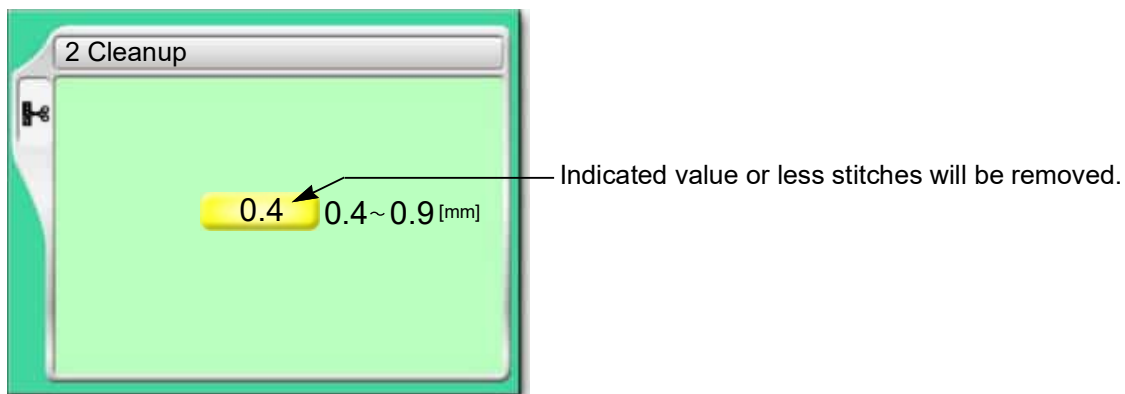 2 Cleanup
Indicated value or less stitches will be removed.
0.4 0.4~0.9 [mm]